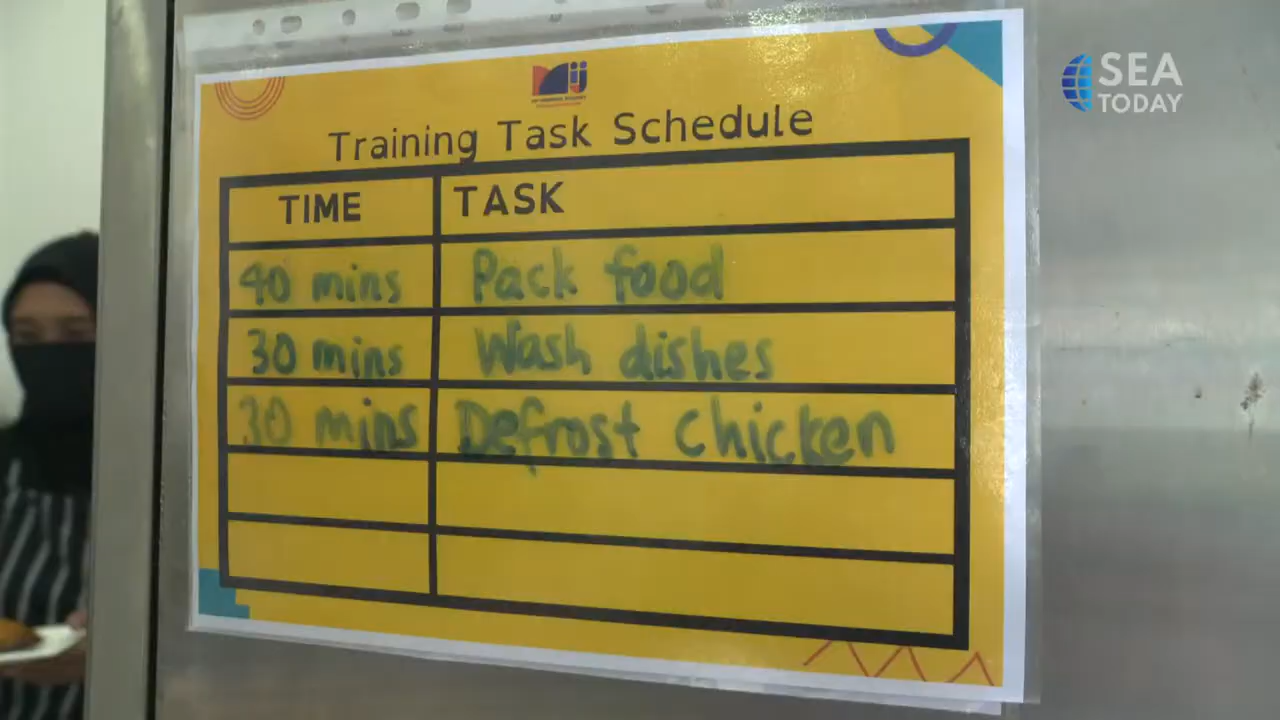 SEA
TODAY
Training Task Schedule
TIME TASK
40 mins Pack food
30 mins Wash dishes
30 mins Defrost Chicken